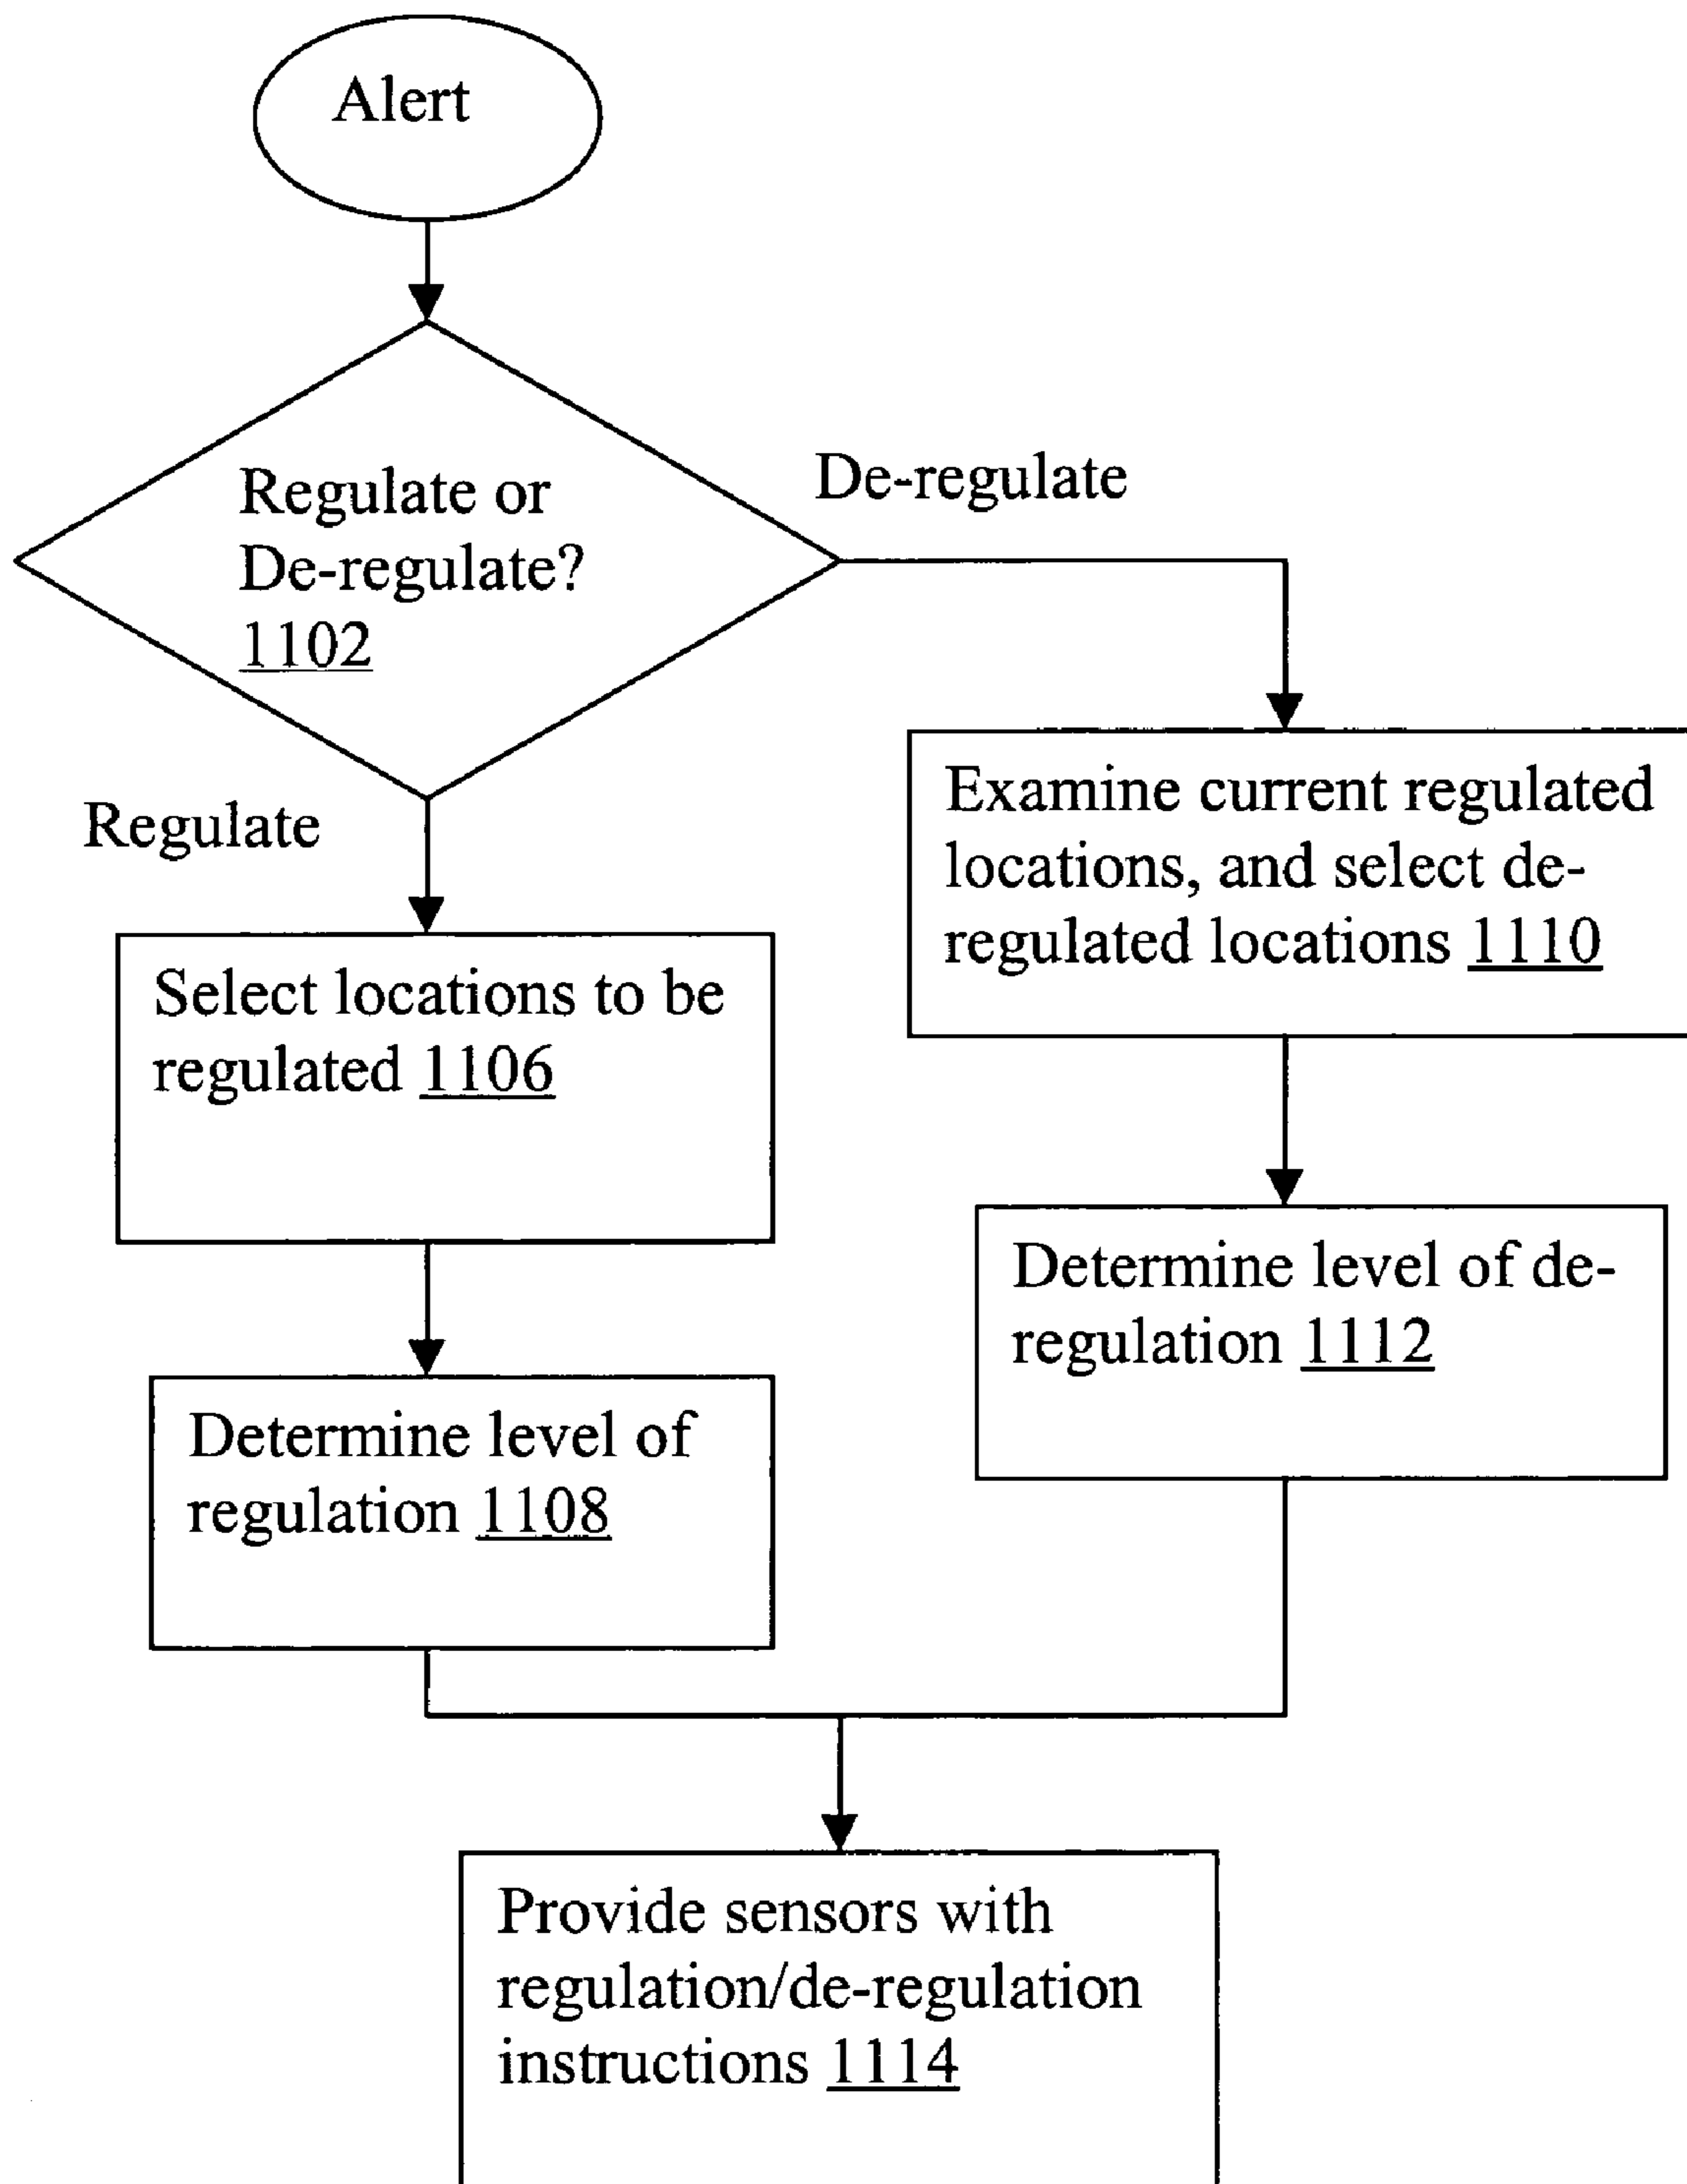 Alert
Regulate or
De-regulate?
1102
De-regulate
Regulate
Examine current regulated
locations, and select de-
regulated locations 1110
Select locations to be
regulated 1106
Determine level of de-
regulation 1112
Determine level of
regulation 1108
Provide sensors with
regulation/de-regulation
instructions 1114